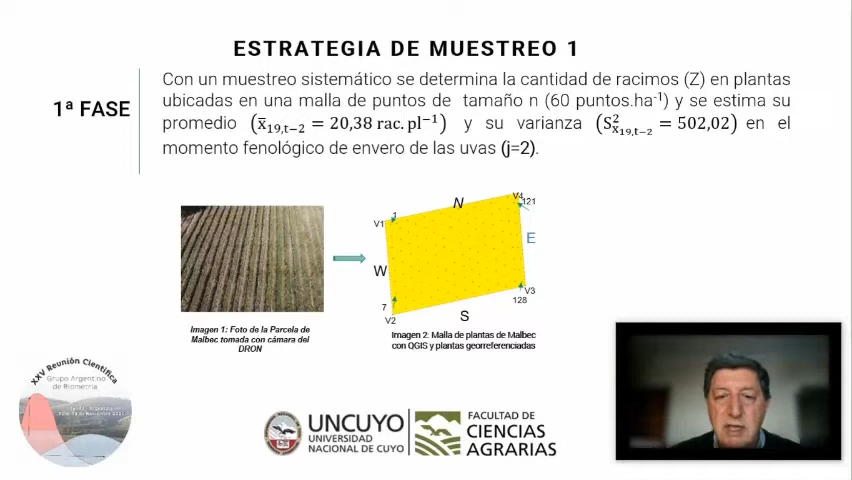 ESTRATEGIA DE MUESTREO 1
1ª FASE
Con un muestreo sistemático se determina la cantidad de racimos (Z) en plantas
ubicadas en una malla de puntos de tamaño n (60 puntos.ha⁻¹) y se estima su
promedio (x̄₁₉,ₜ₋₂ = 20,38 rac. pl⁻¹) y su varianza (S²x₁₉,ₜ₋₂ = 502,02) en el
momento fenológico de envero de las uvas (j=2).
N
V4
121
1
V1
E
W
V3
7
128
V2
S
Imagen 1: Foto de la Parcela de
Malbec tomada con cámara del
DRON
Imagen 2: Malla de plantas de Malbec
con QGIS y plantas georreferenciadas
XXV Reunión Científica
Grupo Argentino
de Biometría
UNCUYO
UNIVERSIDAD
NACIONAL DE CUYO
FACULTAD DE
CIENCIAS
AGRARIAS